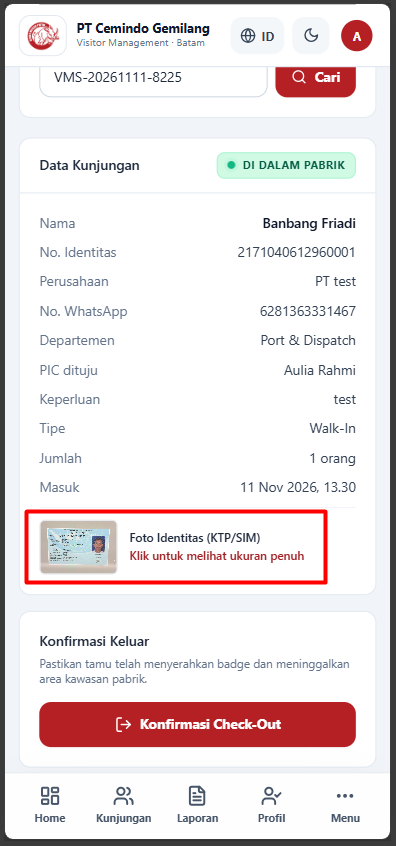 PT Cemindo Gemilang
Visitor Management · Batam
ID
A
VMS-20261111-8225
Cari
Data Kunjungan
DI DALAM PABRIK
Nama Banbang Friadi
No. Identitas 2171040612960001
Perusahaan PT test
No. WhatsApp 6281363331467
Departemen Port & Dispatch
PIC dituju Aulia Rahmi
Keperluan test
Tipe Walk-In
Jumlah 1 orang
Masuk 11 Nov 2026, 13.30
Foto Identitas (KTP/SIM)
Klik untuk melihat ukuran penuh
Konfirmasi Keluar
Pastikan tamu telah menyerahkan badge dan meninggalkan
area kawasan pabrik.
Konfirmasi Check-Out
Home Kunjungan Laporan Profil Menu